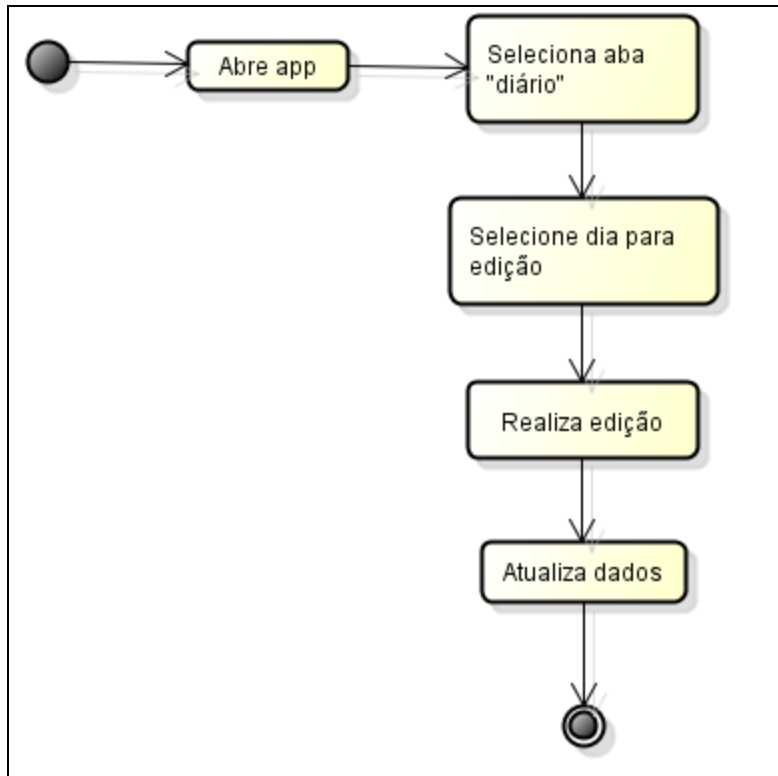 Abre app
Seleciona aba
"diário"
Selecione dia para
edição
Realiza edição
Atualiza dados